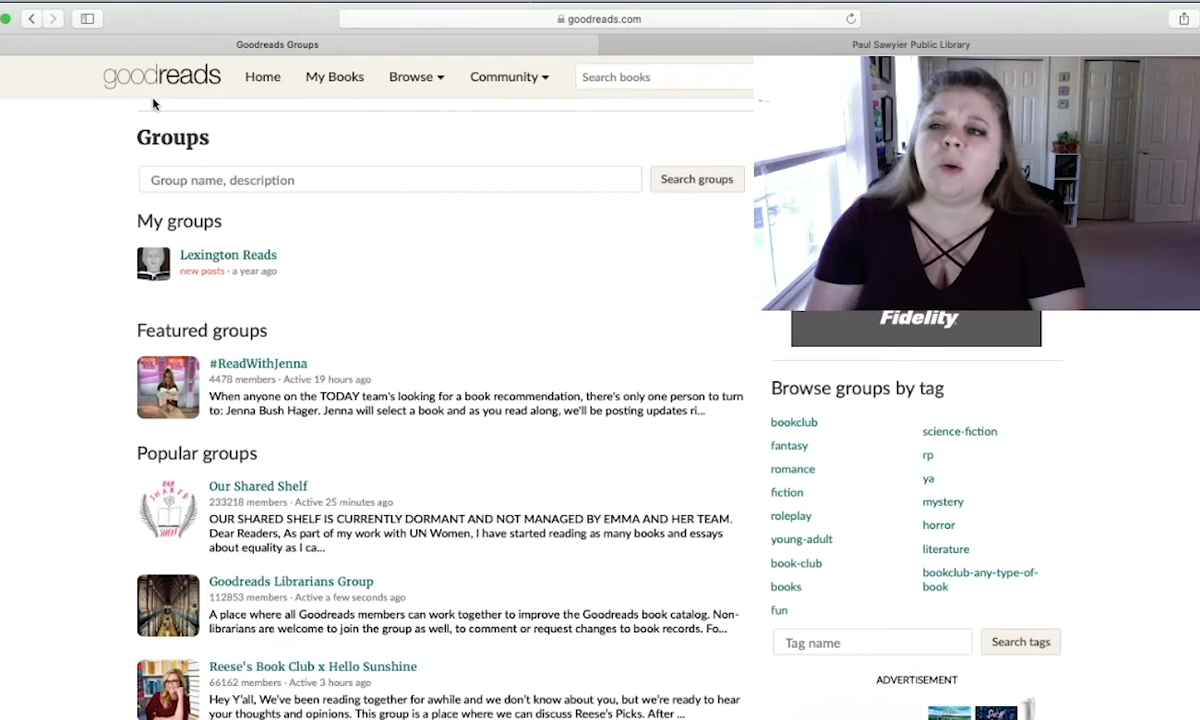 goodreads.com
Goodreads Groups
Paul Sawyier Public Library
goodreads
Home
My Books
Browse
Community
Search books
Groups
Group name, description
Search groups
My groups
Lexington Reads
new posts · a year ago
Featured groups
#ReadWithJenna
4478 members · Active 19 hours ago
When anyone on the TODAY team's looking for a book recommendation, there's only one person to turn
to: Jenna Bush Hager. Jenna will select a book and as you read along, we'll be posting updates ri...
Popular groups
Our Shared Shelf
233218 members · Active 25 minutes ago
OUR SHARED SHELF IS CURRENTLY DORMANT AND NOT MANAGED BY EMMA AND HER TEAM.
Dear Readers, As part of my work with UN Women, I have started reading as many books and essays
about equality as I ca...
OUR SHARED SHELF
Goodreads Librarians Group
112853 members · Active a few seconds ago
A place where all Goodreads members can work together to improve the Goodreads book catalog. Non-
librarians are welcome to join the group as well, to comment or request changes to book records. Fo...
Reese's Book Club x Hello Sunshine
66162 members · Active 3 hours ago
Hey Y'all, We've been reading together for awhile and we don't know about you, but we're ready to hear
your thoughts and opinions. This group is a place where we can discuss Reese's Picks. After ...
Fidelity
Browse groups by tag
bookclub
fantasy
romance
fiction
roleplay
young-adult
book-club
books
fun
science-fiction
rp
ya
mystery
horror
literature
bookclub-any-type-of-
book
Tag name
Search tags
ADVERTISEMENT